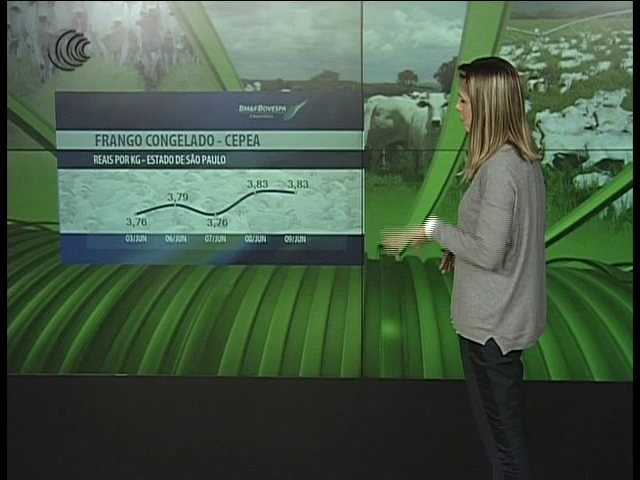 BM&FBOVESPA
FRANGO CONGELADO - CEPEA
REAIS POR KG - ESTADO DE SÃO PAULO
3,76 3,79 3,76 3,83 3,83
03/JUN 06/JUN 07/JUN 08/JUN 09/JUN